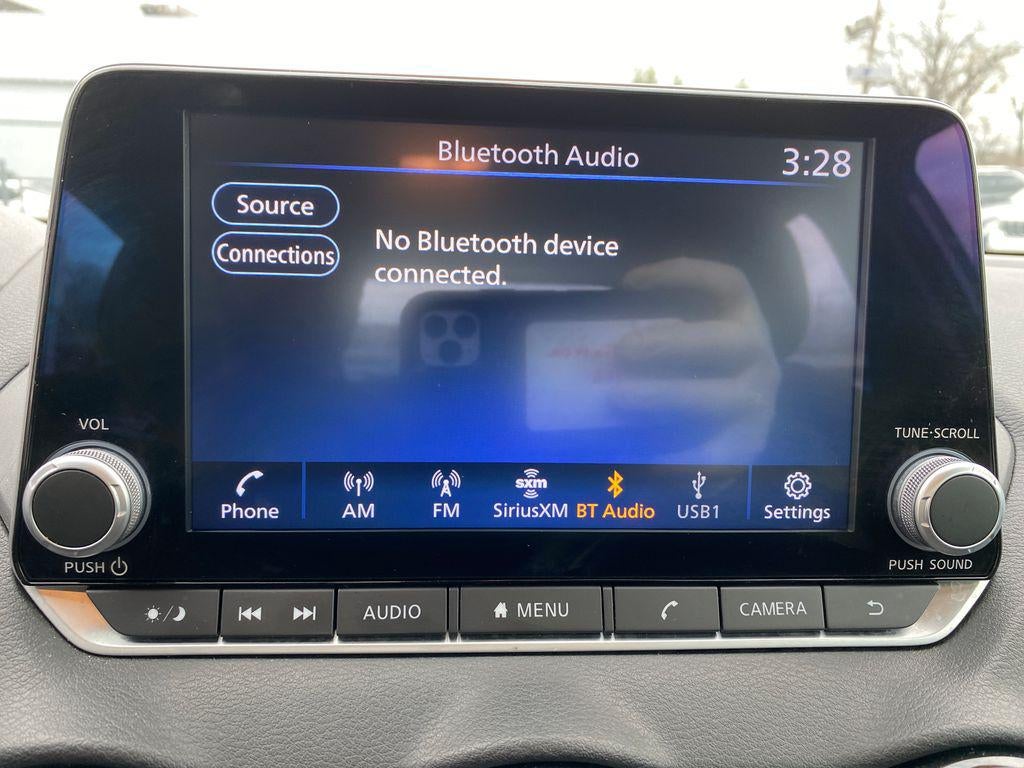 Bluetooth Audio
3:28
Source
Connections
No Bluetooth device
connected.
VOL
TUNE·SCROLL
Phone
AM
FM
sxm
SiriusXM
BT Audio
USB1
Settings
PUSH
PUSH SOUND
AUDIO
MENU
CAMERA